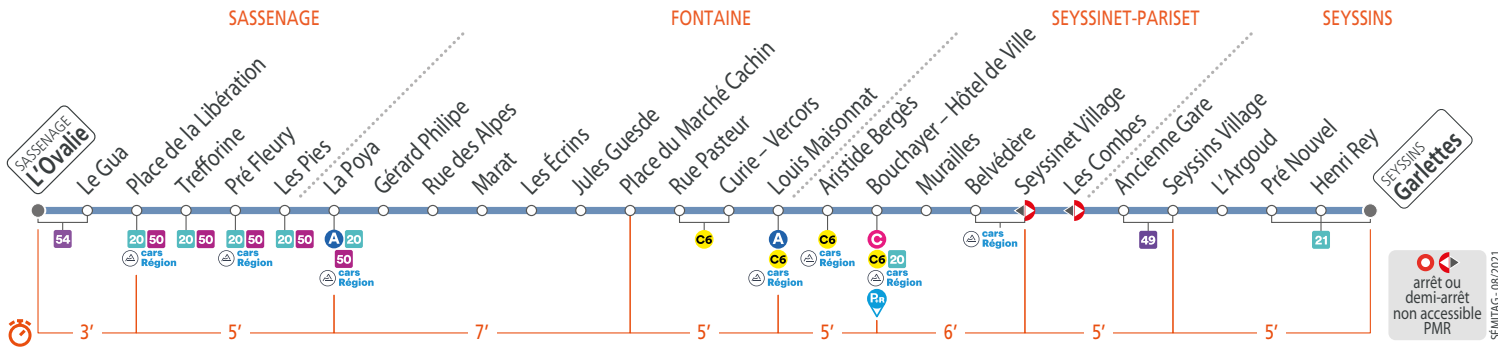 SASSENAGE
FONTAINE
SEYSSINET-PARISET
SEYSSINS
SASSENAGE
L'Ovalie
Le Gua
Place de la Libération
Trefforine
Pré Fleury
Les Pies
La Poya
Gérard Philipe
Rue des Alpes
Marat
Les Écrins
Jules Guesde
Place du Marché Cachin
Rue Pasteur
Curie – Vercors
Louis Maisonnat
Aristide Bergès
Bouchayer – Hôtel de Ville
Murailles
Belvédère
Seyssinet Village
Les Combes
Ancienne Gare
Seyssins Village
L'Argoud
Pré Nouvel
Henri Rey
SEYSSINS
Garlettes
54
20 50
cars
Région
20 50
20 50
cars
Région
20 50
A 20
50
cars
Région
C6
A
C6
cars
Région
C6
cars
Région
C
C6 20
cars
Région
P+R
cars
Région
49
21
3’
5’
7’
5’
5’
6’
5’
5’
arrêt ou
demi-arrêt
non accessible
PMR
SÉMITAG - 08/2021